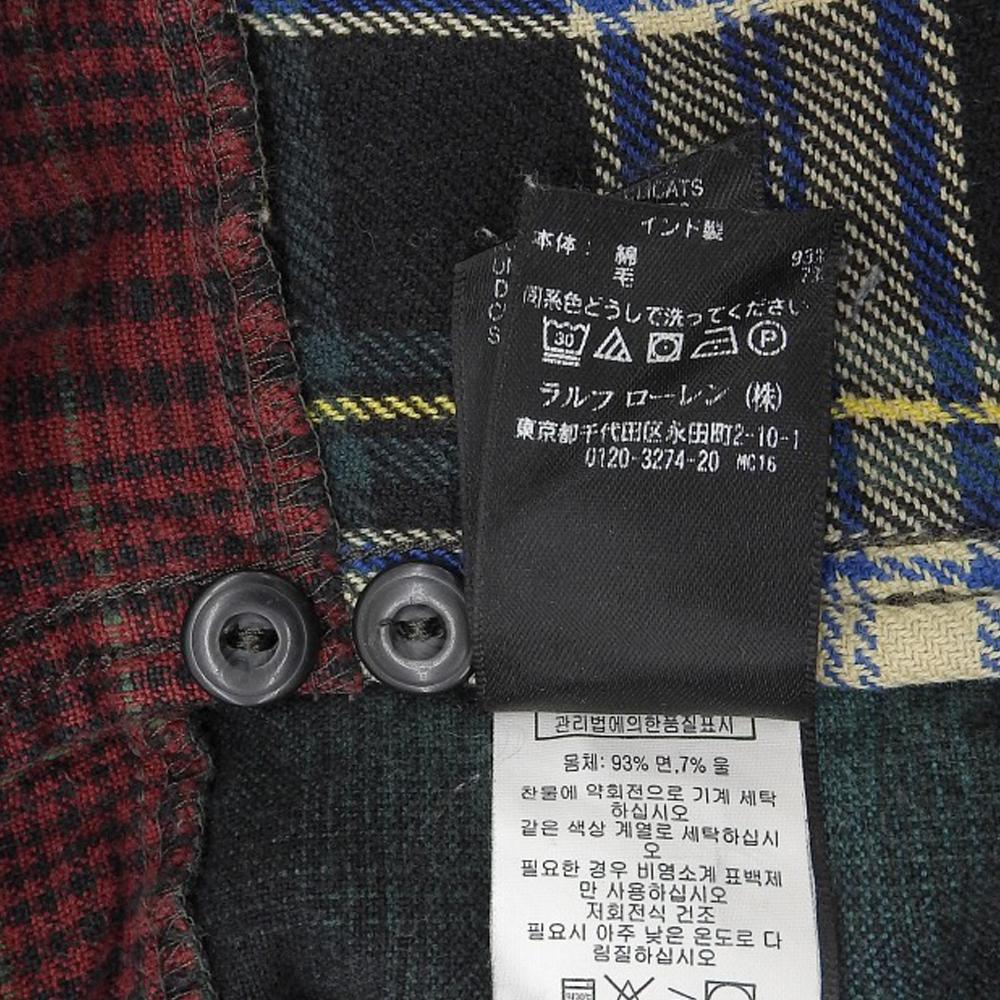 ICATS
インド製
本体: 綿 93%
毛 7%
同系色どうしで洗ってください
30 P
ラルフ ローレン (株)
東京都千代田区永田町2-10-1
0120-3274-20 MC16
D
O
S
관리법에의한품질표시
몸체: 93% 면,7% 울
찬물에 약회전으로 기계 세탁
하십시오
같은 색상 계열로 세탁하십시
오
필요한 경우 비염소계 표백제
만 사용하십시오
저회전식 건조
필요시 아주 낮은 온도로 다
림질하십시오